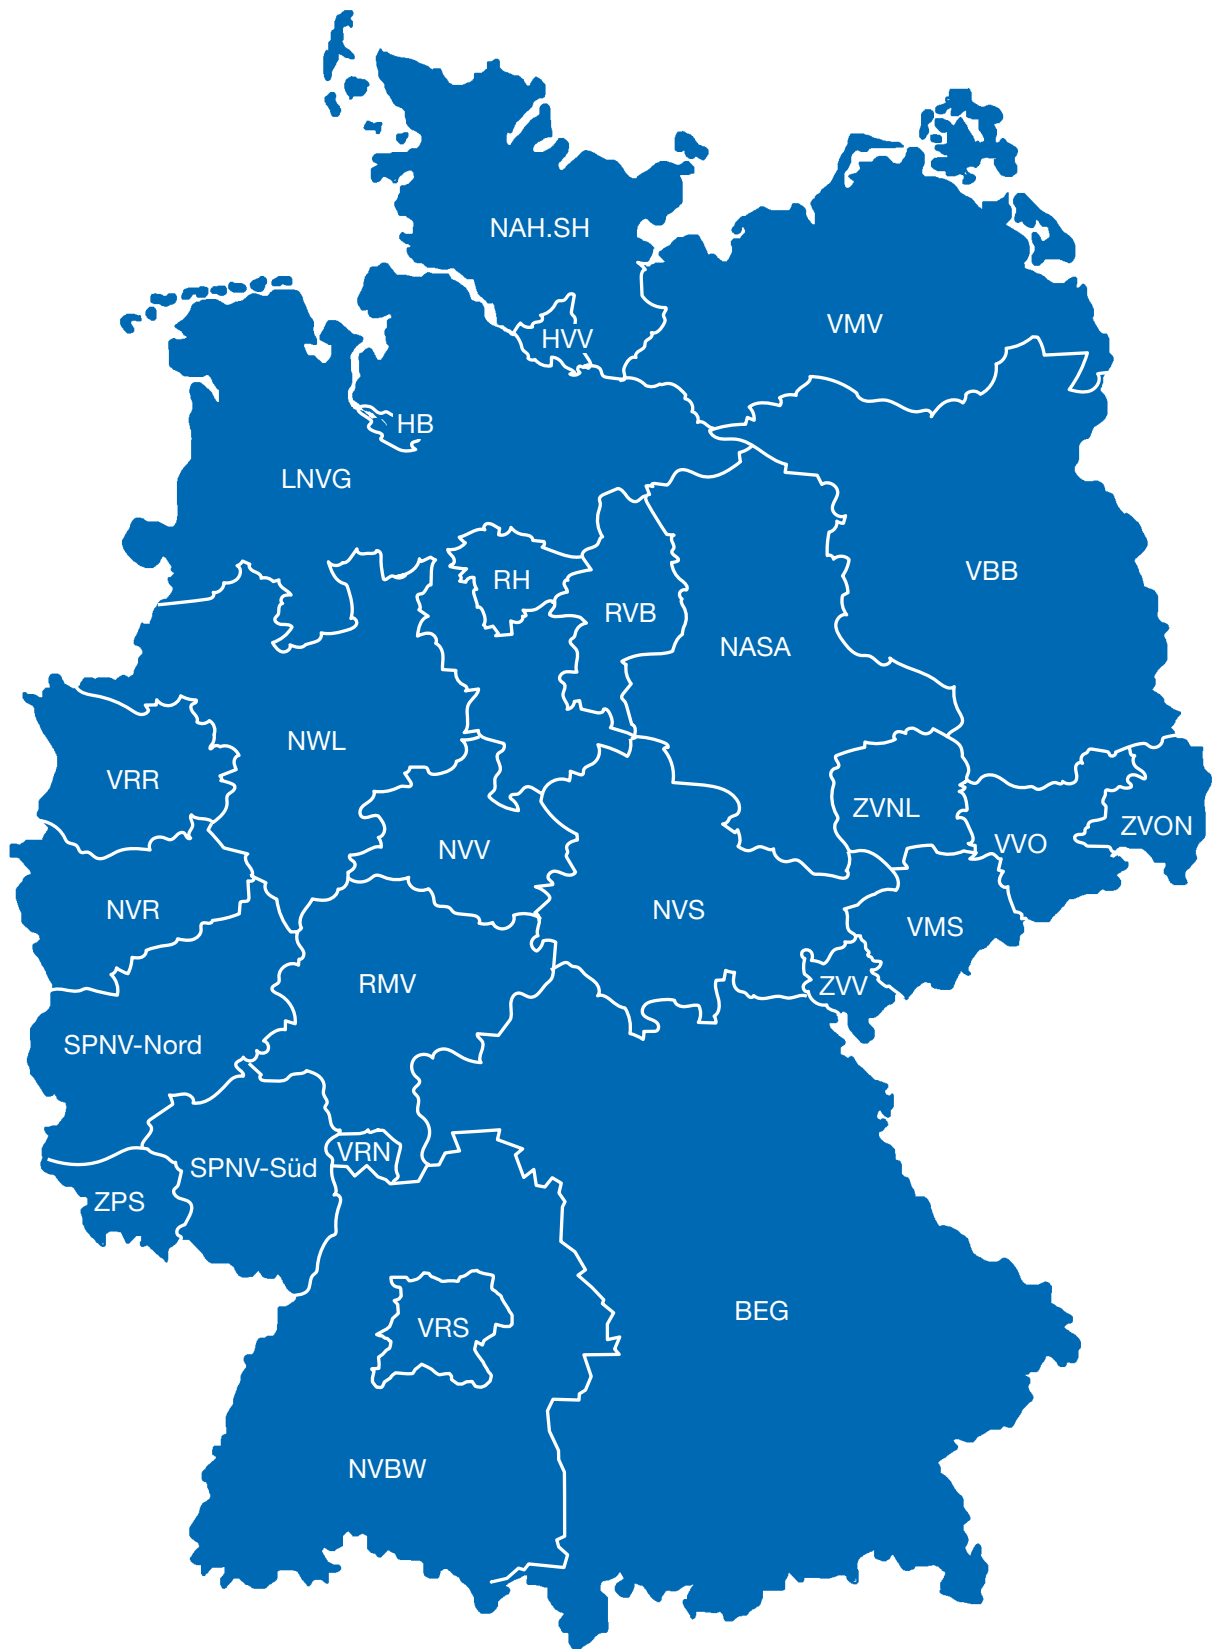 NAH.SH
VMV
HVV
HB
LNVG
VBB
RH
RVB
NASA
NWL
VRR
ZVNL
ZVON
VVO
NVV
NVR
NVS
VMS
RMV
ZVV
SPNV-Nord
VRN
SPNV-Süd
ZPS
BEG
VRS
NVBW